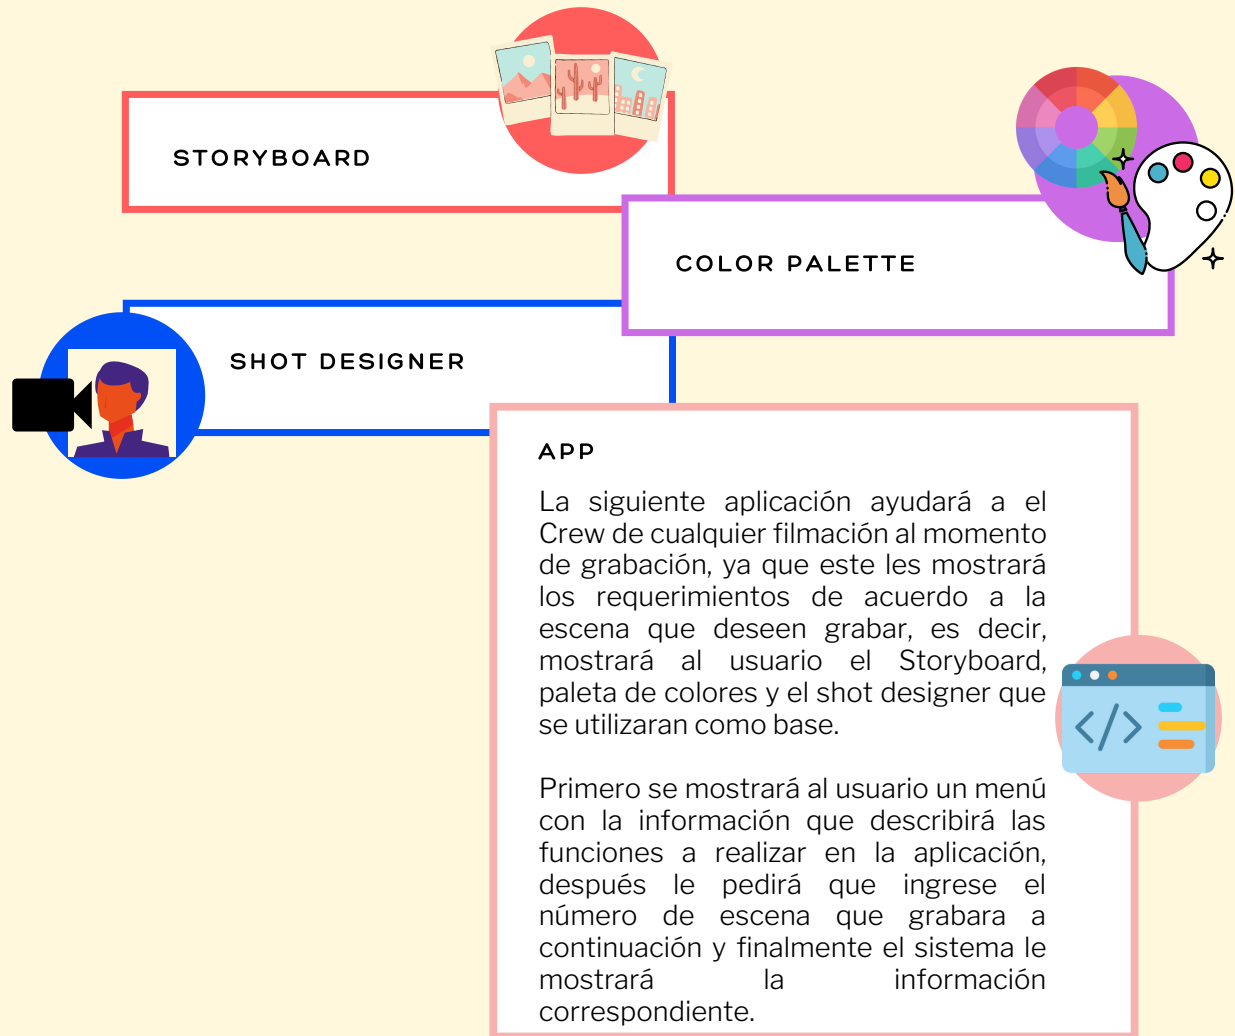 STORYBOARD
COLOR PALETTE
SHOT DESIGNER
APP
La siguiente aplicación ayudará a el
Crew de cualquier filmación al momento
de grabación, ya que este les mostrará
los requerimientos de acuerdo a la
escena que deseen grabar, es decir,
mostrará al usuario el Storyboard,
paleta de colores y el shot designer que
se utilizaran como base.
Primero se mostrará al usuario un menú
con la información que describirá las
funciones a realizar en la aplicación,
después le pedirá que ingrese el
número de escena que grabara a
continuación y finalmente el sistema le
mostrará la información
correspondiente.